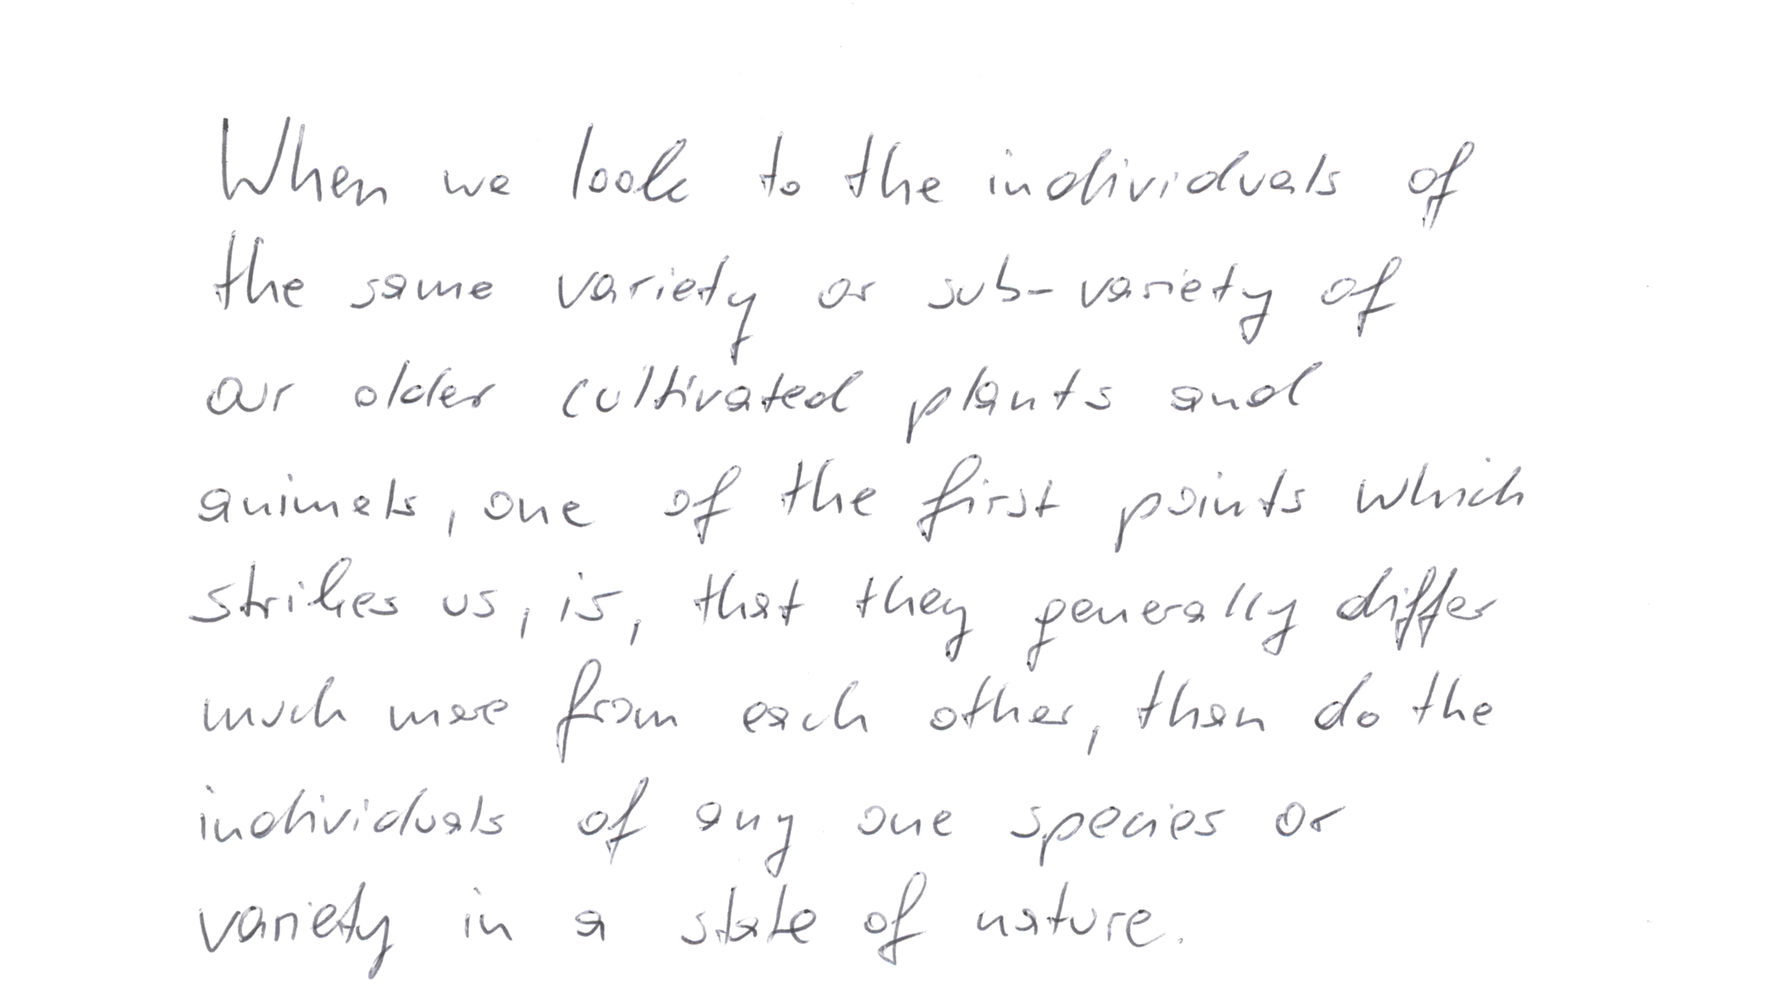 When we look to the individuals of
the same variety or sub-variety of
our older cultivated plants and
animals, one of the first points which
strikes us, is, that they generally differ
much more from each other, than do the
individuals of any one species or
variety in a state of nature.